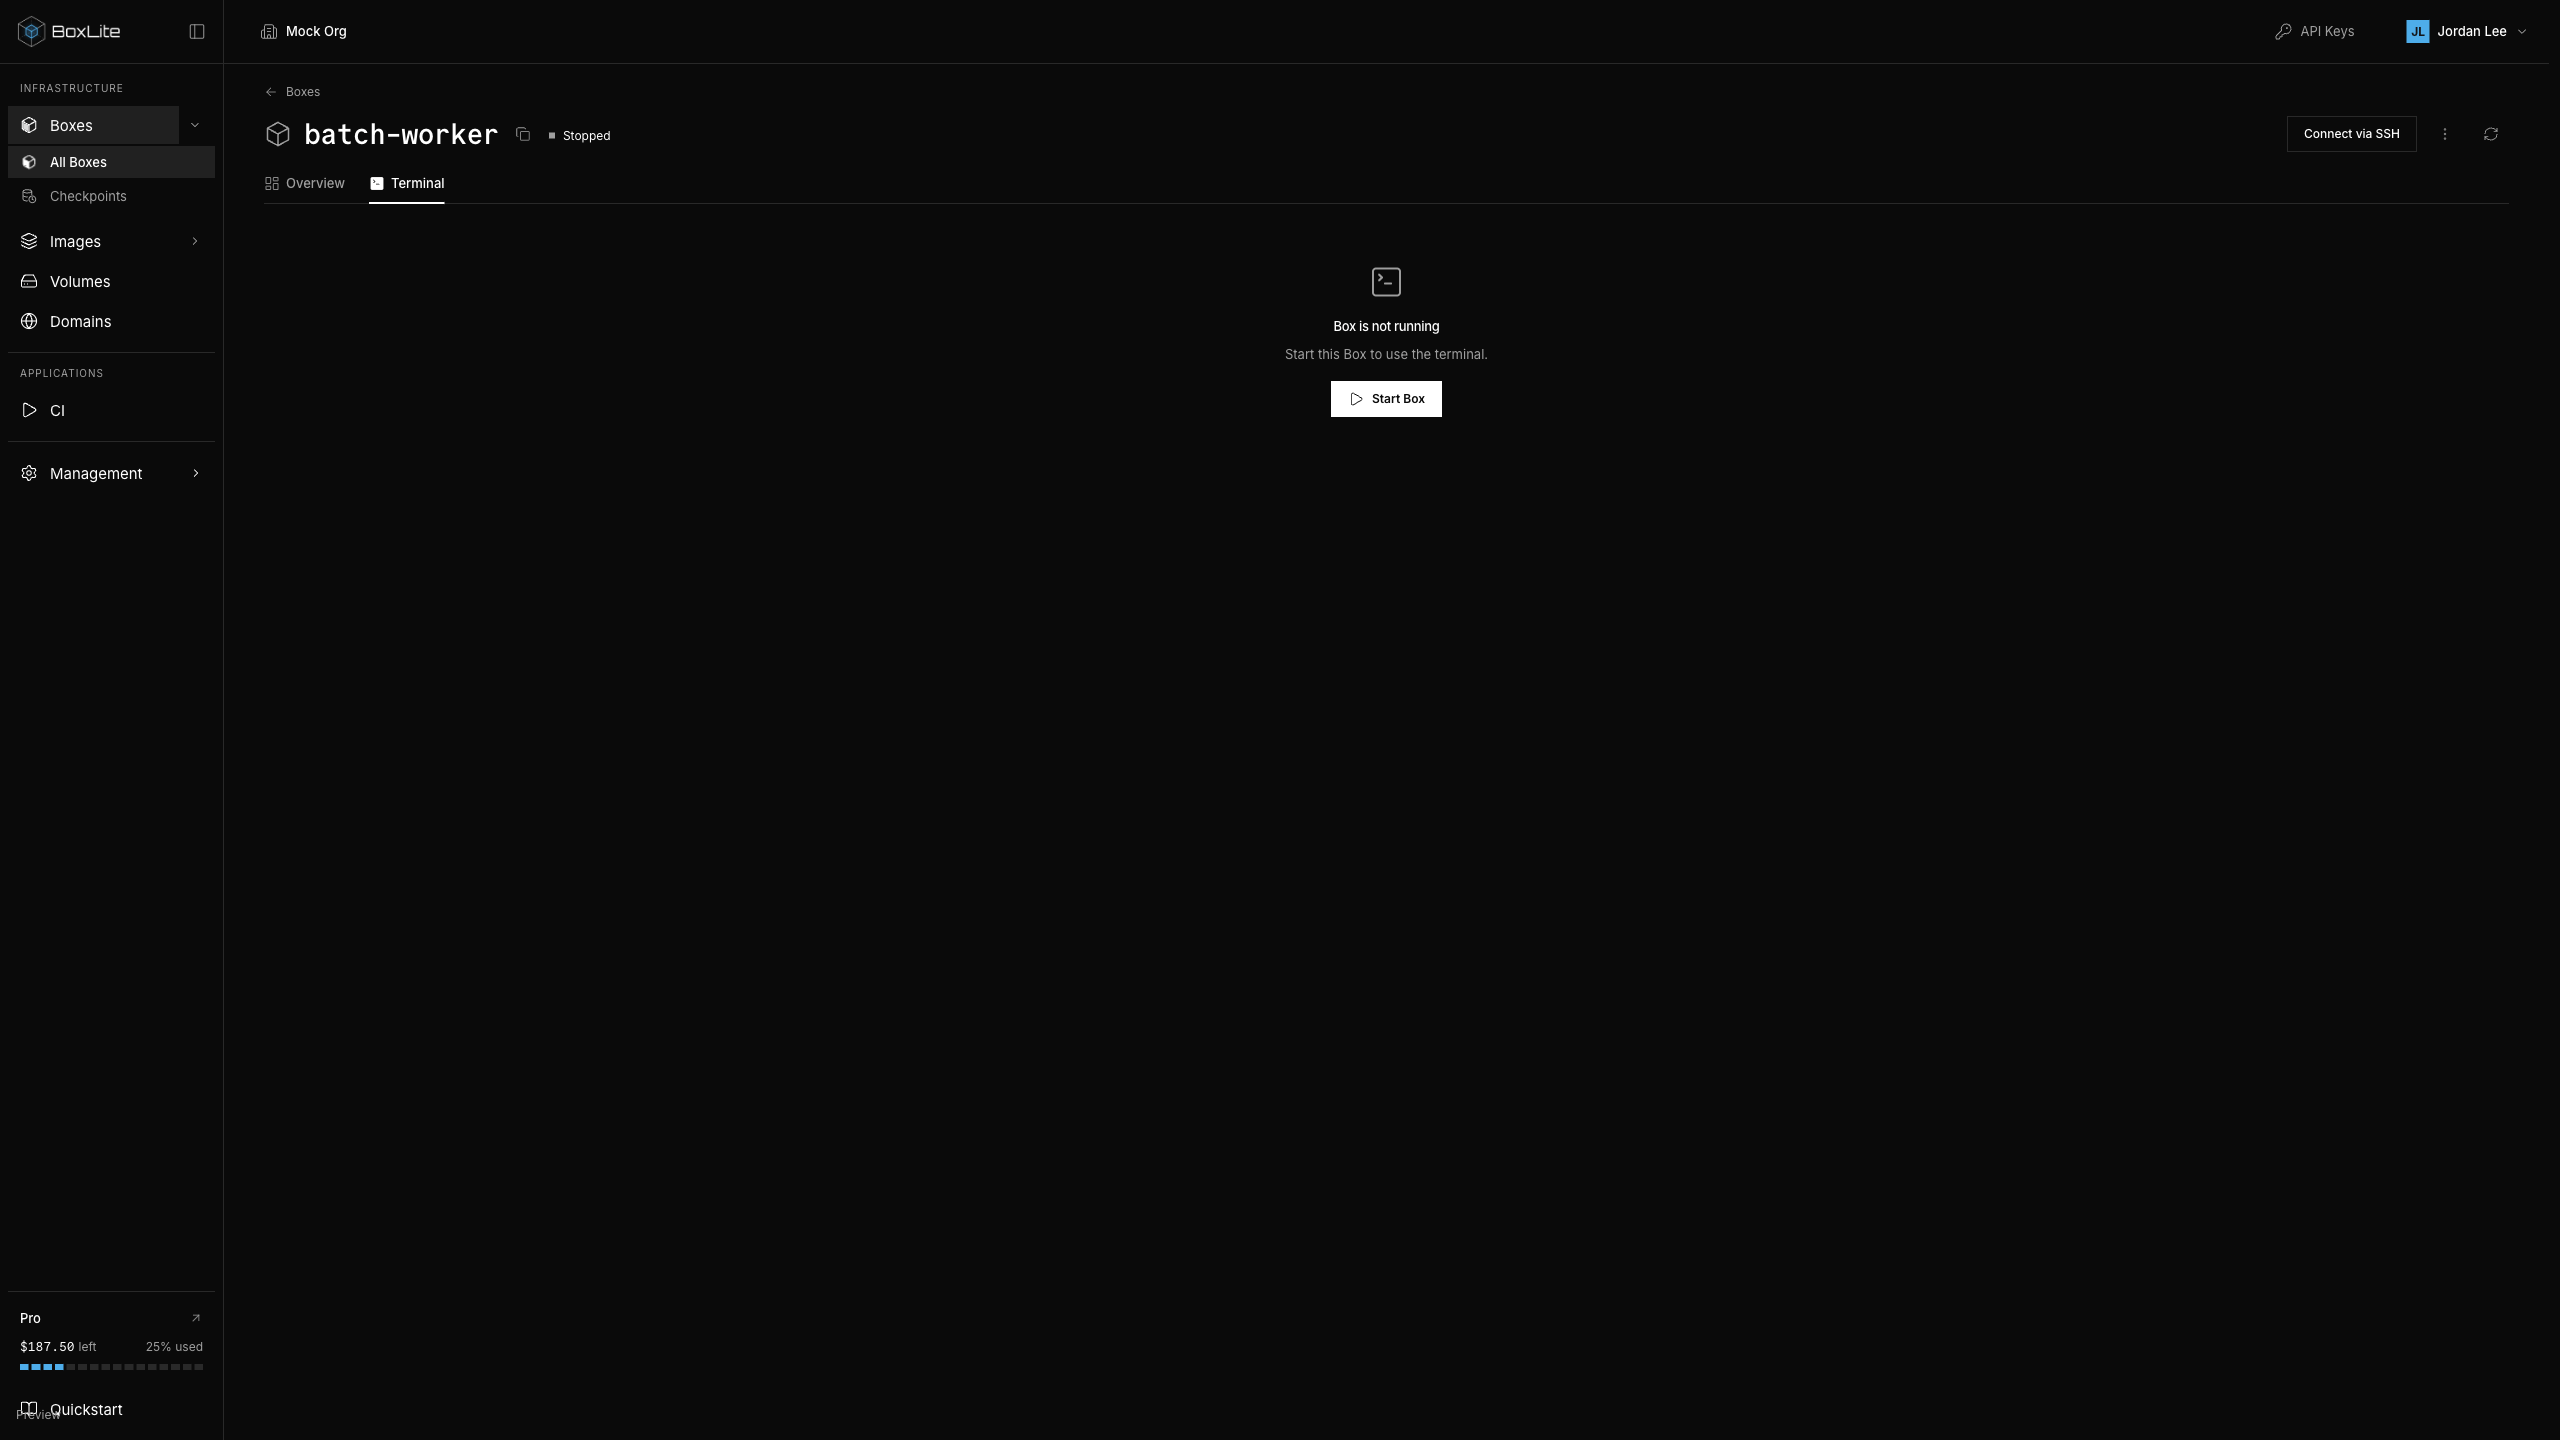 BoxLite
Mock Org
API Keys
JL
Jordan Lee
INFRASTRUCTURE
Boxes
All Boxes
Checkpoints
Images
Volumes
Domains
APPLICATIONS
CI
Management
Boxes
batch-worker
Stopped
Connect via SSH
Overview
Terminal
Box is not running
Start this Box to use the terminal.
Start Box
Pro
$187.50 left
25% used
Quickstart
Preview